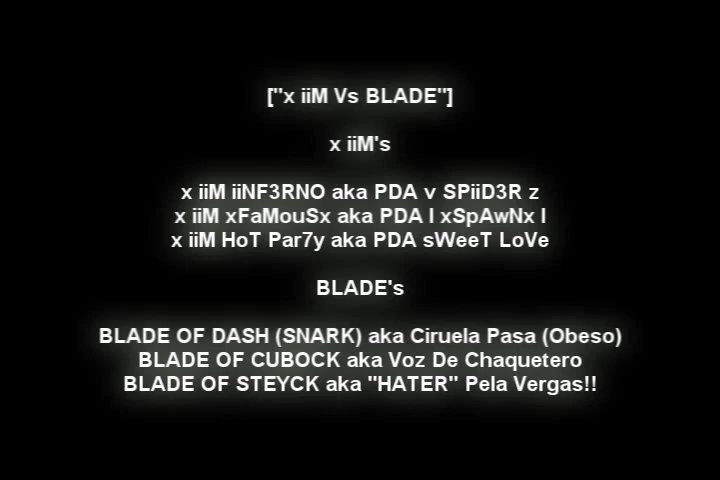 ["x iiM Vs BLADE"]
x iiM's
x iiM iiNF3RNO aka PDA v SPiiD3R z
x iiM xFaMouSx aka PDA l xSpAwNx l
x iiM HoT Par7y aka PDA sWeeT LoVe
BLADE's
BLADE OF DASH (SNARK) aka Ciruela Pasa (Obeso)
BLADE OF CUBOCK aka Voz De Chaquetero
BLADE OF STEYCK aka "HATER" Pela Vergas!!